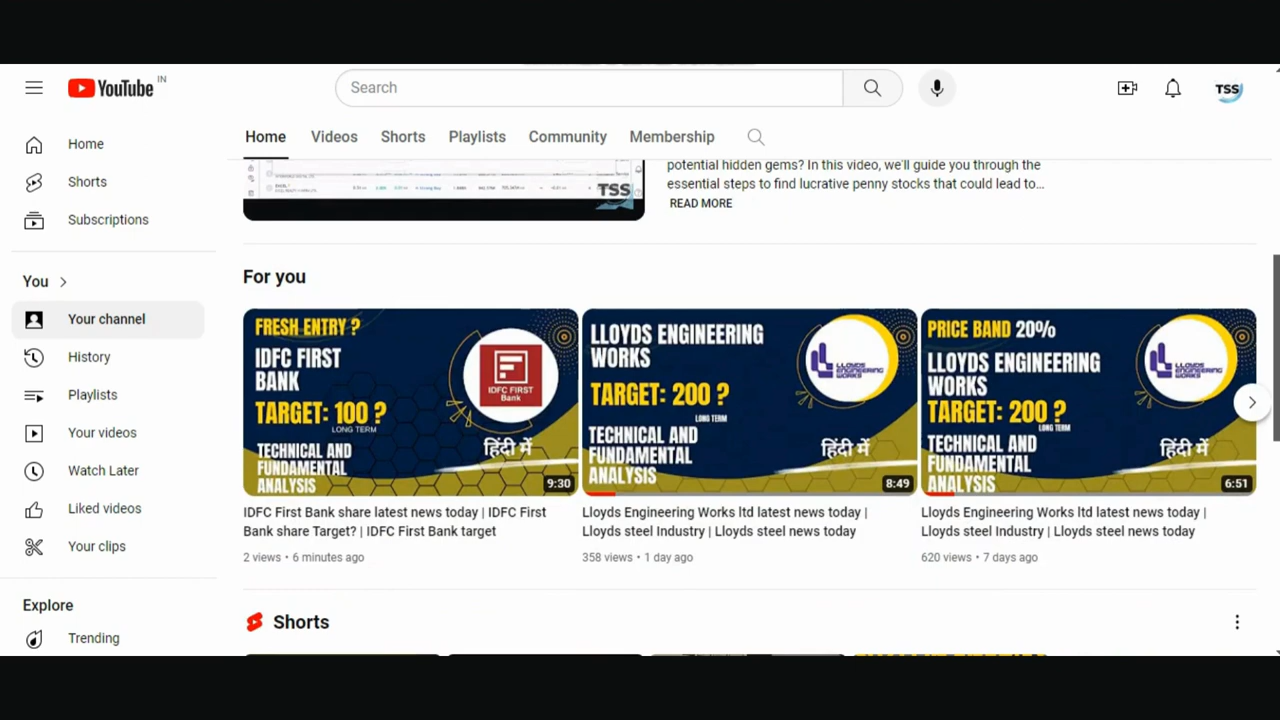 YouTube IN
Search
TSS
Home
Shorts
Subscriptions
You
Your channel
History
Playlists
Your videos
Watch Later
Liked videos
Your clips
Explore
Trending
Home Videos Shorts Playlists Community Membership
TSS
potential hidden gems? In this video, we'll guide you through the
essential steps to find lucrative penny stocks that could lead to...
READ MORE
For you
FRESH ENTRY ?
IDFC FIRST
BANK
TARGET: 100 ?
LONG TERM
TECHNICAL AND
FUNDAMENTAL
ANALYSIS
IDFC FIRST
Bank
हिंदी में
9:30
IDFC First Bank share latest news today | IDFC First
Bank share Target? | IDFC First Bank target
2 views • 6 minutes ago
LLOYDS ENGINEERING
WORKS
TARGET: 200 ?
LONG TERM
TECHNICAL AND
FUNDAMENTAL
ANALYSIS
LLOYDS
ENGINEERING
WORKS
हिंदी में
8:49
Lloyds Engineering Works ltd latest news today |
Lloyds steel Industry | Lloyds steel news today
358 views • 1 day ago
PRICE BAND 20%
LLOYDS ENGINEERING
WORKS
TARGET: 200 ?
LONG TERM
TECHNICAL AND
FUNDAMENTAL
ANALYSIS
LLOYDS
ENGINEERING
WORKS
हिंदी में
6:51
Lloyds Engineering Works ltd latest news today |
Lloyds steel Industry | Lloyds steel news today
620 views • 7 days ago
Shorts